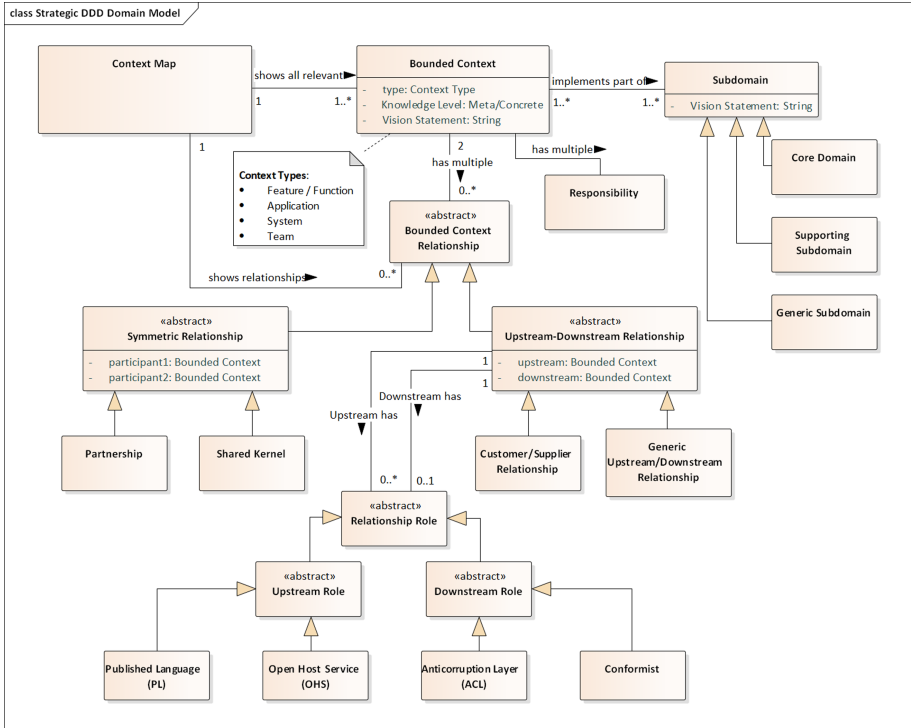 class Strategic DDD Domain Model
Context Map
shows all relevant
1
1..*
Bounded Context
- type: Context Type
- Knowledge Level: Meta/Concrete
- Vision Statement: String
implements part of
1..*
1..*
Subdomain
- Vision Statement: String
1
2
has multiple
0..*
has multiple
Responsibility
Core Domain
Supporting
Subdomain
Generic Subdomain
Context Types:
• Feature / Function
• Application
• System
• Team
«abstract»
Bounded Context
Relationship
shows relationships
0..*
«abstract»
Symmetric Relationship
- participant1: Bounded Context
- participant2: Bounded Context
«abstract»
Upstream-Downstream Relationship
- upstream: Bounded Context
- downstream: Bounded Context
1
1
Upstream has
Downstream has
0..*
0..1
Partnership
Shared Kernel
Customer/Supplier
Relationship
Generic
Upstream/Downstream
Relationship
«abstract»
Relationship Role
«abstract»
Upstream Role
«abstract»
Downstream Role
Published Language
(PL)
Open Host Service
(OHS)
Anticorruption Layer
(ACL)
Conformist